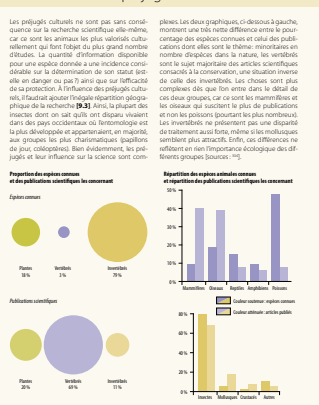 Les préjugés culturels ne sont pas sans consé-
quence sur la recherche scientifique elle-même,
car ce sont les animaux les plus valorisés cultu-
rellement qui font l'objet du plus grand nombre
d'études. La quantité d'information disponible
pour une espèce donnée a une incidence consi-
dérable sur la détermination de son statut (est-
elle en danger ou pas ?) ainsi que sur l'efficacité
de sa protection. À l'influence des préjugés cultu-
rels, il faudrait ajouter l'inégale répartition géogra-
phique de la recherche [9.3]. Ainsi, la plupart des
insectes dont on sait qu'ils ont disparu vivaient
dans des pays occidentaux où l'entomologie est
la plus développée et appartenaient, en majorité,
aux groupes les plus charismatiques (papillons
de jour, coléoptères). Bien évidemment, les pré-
jugés et leur influence sur la science sont com-
plexes. Les deux graphiques, ci-dessous à gauche,
montrent une très nette différence entre le pour-
centage des espèces connues et celui des publi-
cations dont elles sont le thème : minoritaires en
nombre d'espèces dans la nature, les vertébrés
sont le sujet majoritaire des articles scientifiques
consacrés à la conservation, une situation inverse
de celle des invertébrés. Les choses sont plus
complexes dès que l'on entre dans le détail de
ces deux groupes, car ce sont les mammifères et
les oiseaux qui suscitent le plus de publications
et non les poissons (pourtant les plus nombreux).
Les invertébrés ne présentent pas une disparité
de traitement aussi forte, même si les mollusques
semblent plus attractifs. Enfin, ces différences ne
reflètent en rien l'importance écologique des dif-
férents groupes [sources :
Proportion des espèces connues
et des publications scientifiques les concernant
Espèces connues
Plantes
18 %
Vertébrés
3 %
Invertébrés
79 %
Publications scientifiques
Plantes
20 %
Vertébrés
69 %
Invertébrés
11 %
Répartition des espèces animales connues
et répartition des publications scientifiques les concernant
50 %
40 %
30 %
20 %
10 %
0 %
Mammifères Oiseaux Reptiles Amphibiens Poissons
Couleur soutenue : espèces connues
Couleur atténuée : articles publiés
80 %
60 %
40 %
20 %
0 %
Insectes Mollusques Crustacés Autres